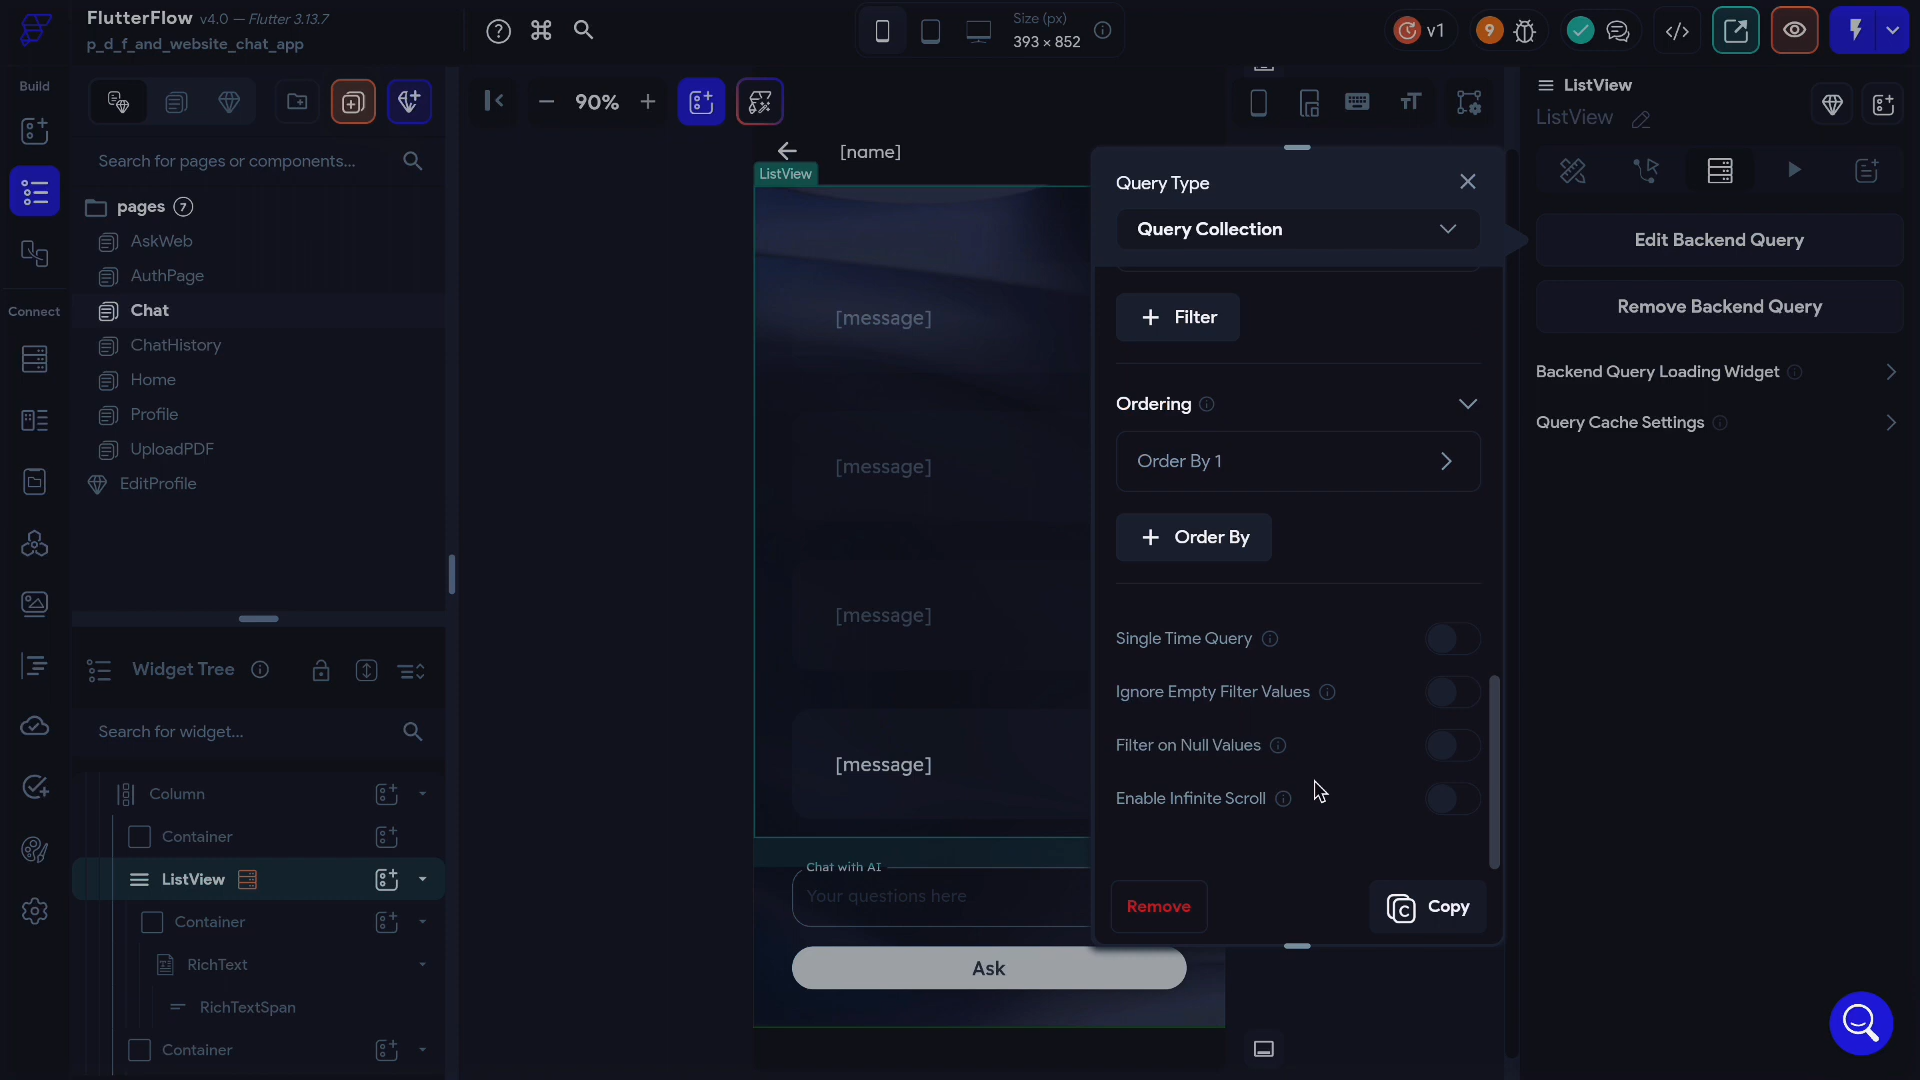 FlutterFlow v4.0 — Flutter 3.13.7
p_d_f_and_website_chat_app
Size (px)
393 × 852
v1
9
Build
Connect
Search for pages or components...
pages 7
AskWeb
AuthPage
Chat
ChatHistory
Home
Profile
UploadPDF
EditProfile
Widget Tree
Search for widget...
Column
Container
ListView
Container
RichText
RichTextSpan
Container
90%
[name]
ListView
[message]
[message]
[message]
[message]
Chat with AI
Your questions here
Ask
Query Type
Query Collection
Filter
Ordering
Order By 1
Order By
Single Time Query
Ignore Empty Filter Values
Filter on Null Values
Enable Infinite Scroll
Remove
Copy
ListView
ListView
Edit Backend Query
Remove Backend Query
Backend Query Loading Widget
Query Cache Settings